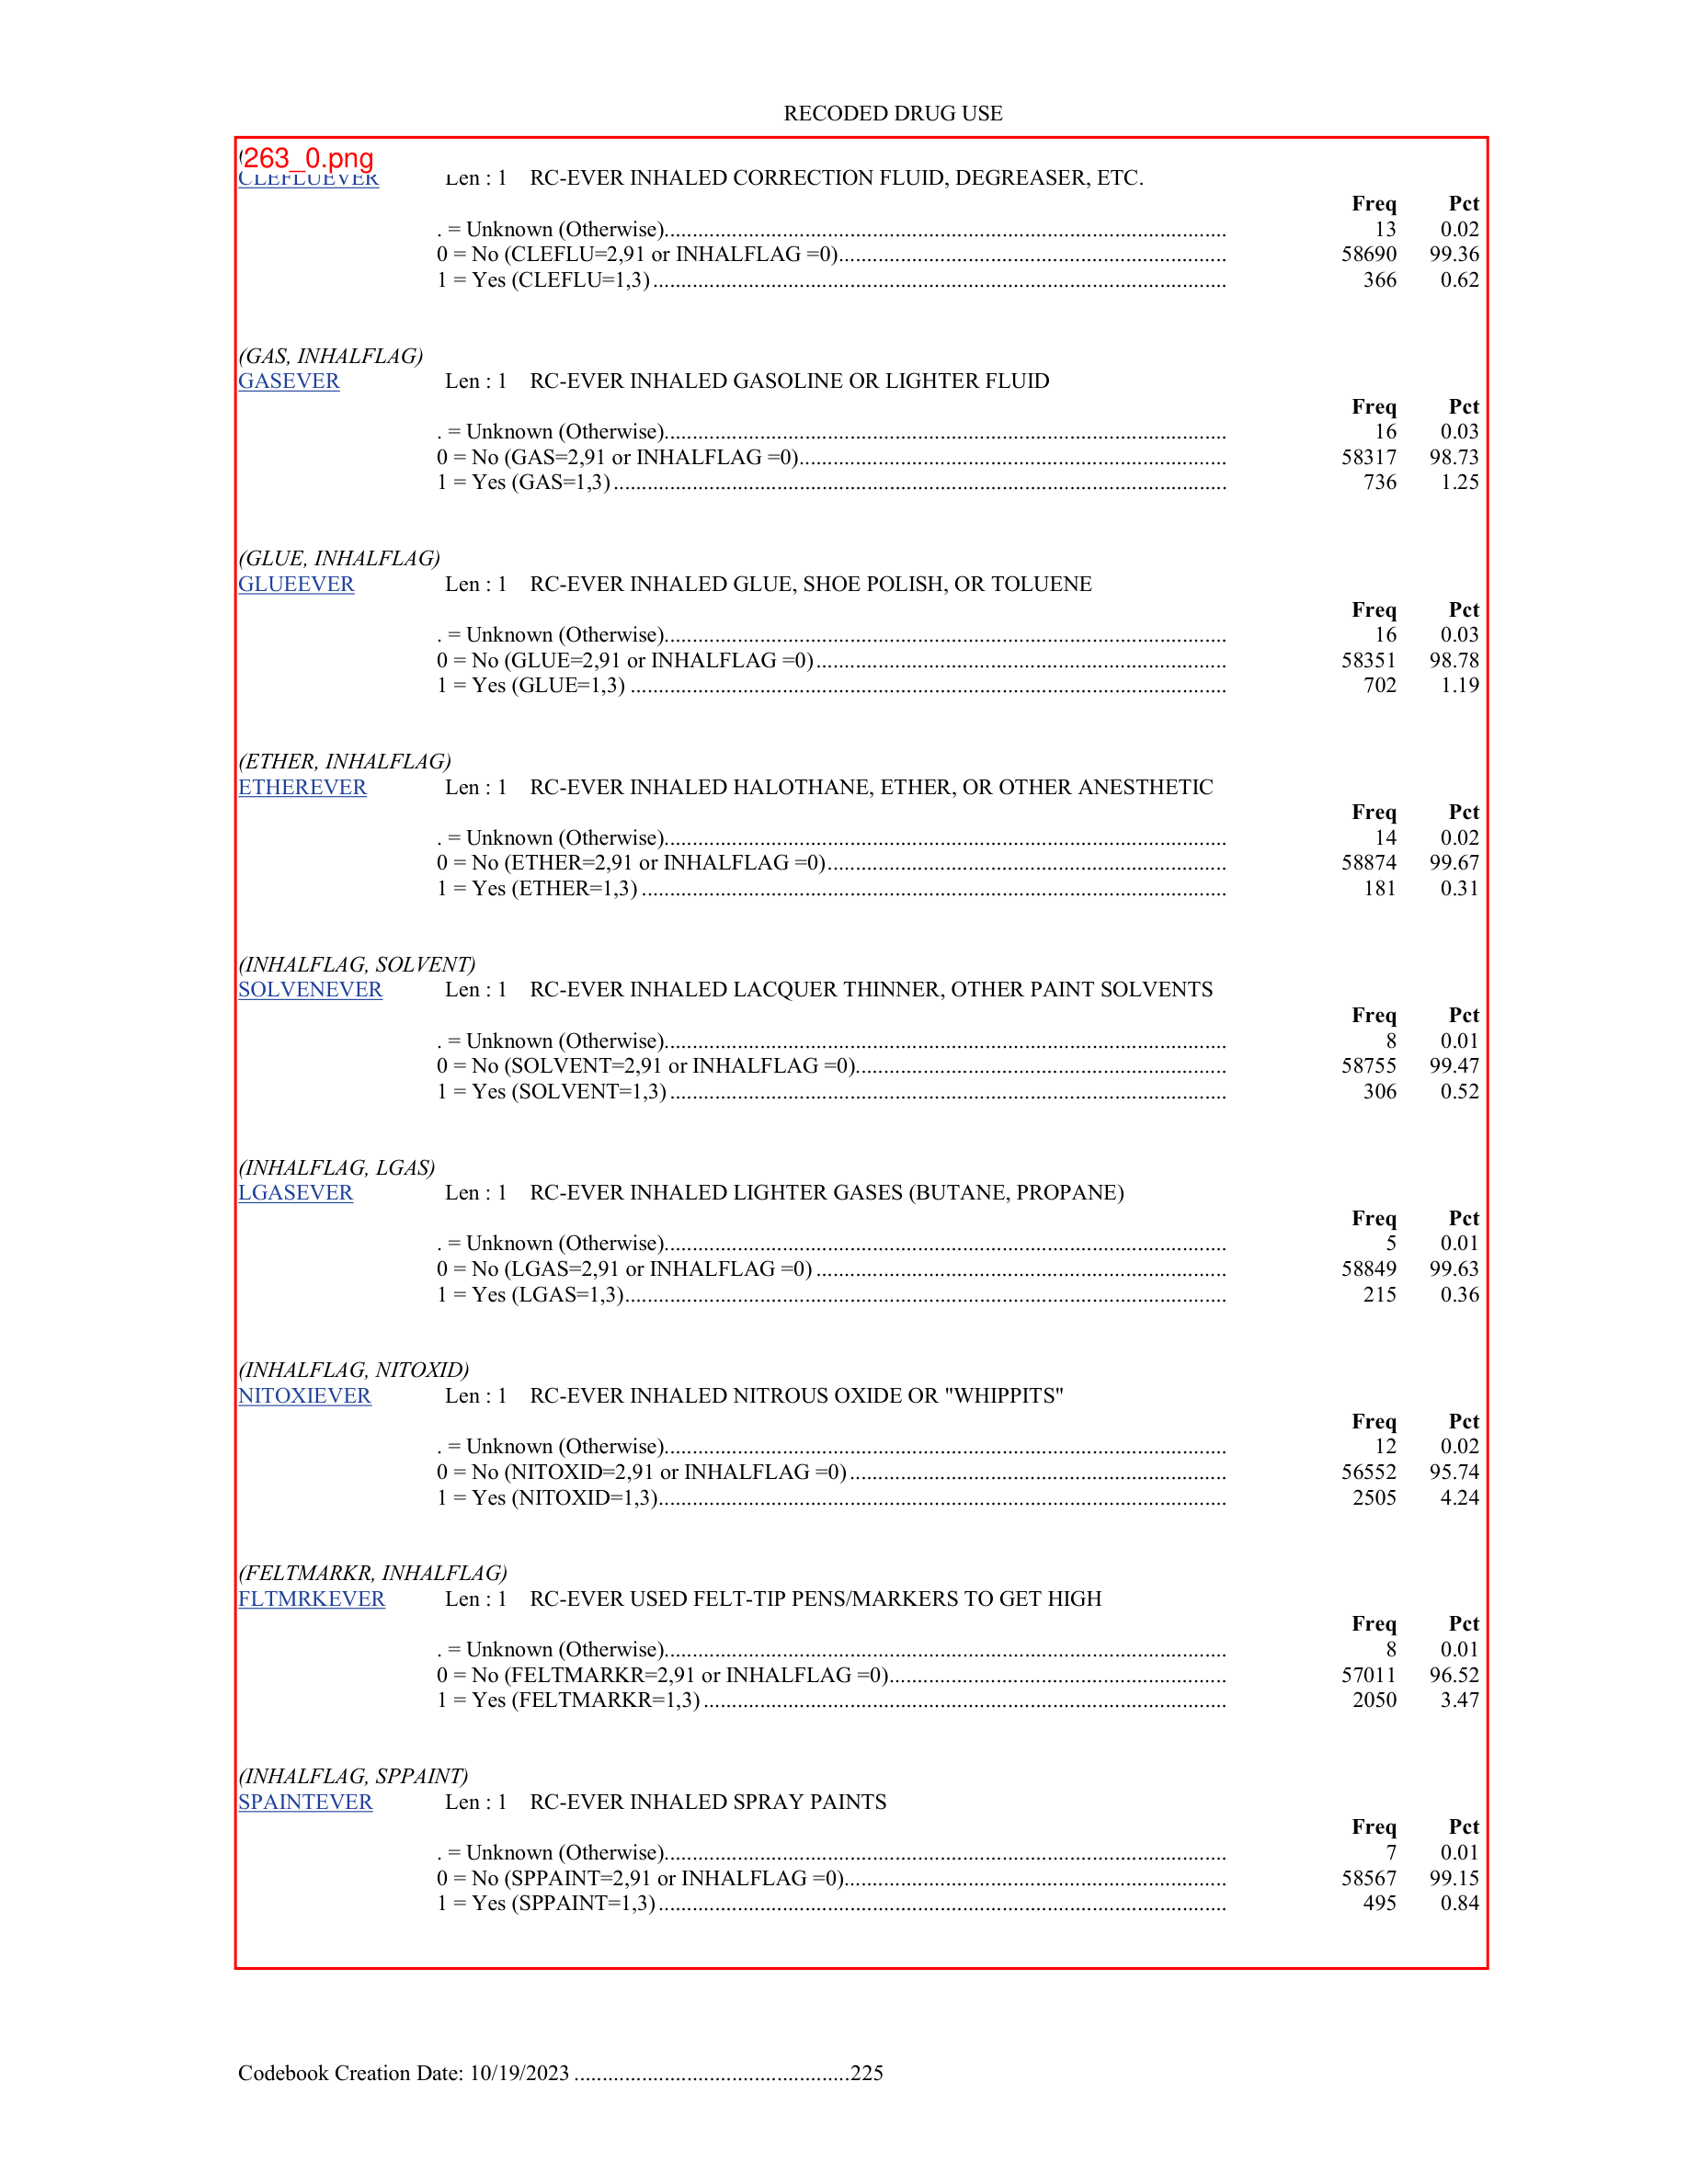 RECODED DRUG USE
263_0.png
CLEFLUEVER Len : 1 RC-EVER INHALED CORRECTION FLUID, DEGREASER, ETC.
Freq Pct
. = Unknown (Otherwise).................................................................................................... 13 0.02
0 = No (CLEFLU=2,91 or INHALFLAG =0)..................................................................... 58690 99.36
1 = Yes (CLEFLU=1,3)...................................................................................................... 366 0.62
(GAS, INHALFLAG)
GASEVER Len : 1 RC-EVER INHALED GASOLINE OR LIGHTER FLUID
Freq Pct
. = Unknown (Otherwise).................................................................................................... 16 0.03
0 = No (GAS=2,91 or INHALFLAG =0)............................................................................ 58317 98.73
1 = Yes (GAS=1,3)............................................................................................................. 736 1.25
(GLUE, INHALFLAG)
GLUEEVER Len : 1 RC-EVER INHALED GLUE, SHOE POLISH, OR TOLUENE
Freq Pct
. = Unknown (Otherwise).................................................................................................... 16 0.03
0 = No (GLUE=2,91 or INHALFLAG =0)......................................................................... 58351 98.78
1 = Yes (GLUE=1,3) .......................................................................................................... 702 1.19
(ETHER, INHALFLAG)
ETHEREVER Len : 1 RC-EVER INHALED HALOTHANE, ETHER, OR OTHER ANESTHETIC
Freq Pct
. = Unknown (Otherwise).................................................................................................... 14 0.02
0 = No (ETHER=2,91 or INHALFLAG =0)....................................................................... 58874 99.67
1 = Yes (ETHER=1,3)........................................................................................................ 181 0.31
(INHALFLAG, SOLVENT)
SOLVENEVER Len : 1 RC-EVER INHALED LACQUER THINNER, OTHER PAINT SOLVENTS
Freq Pct
. = Unknown (Otherwise).................................................................................................... 8 0.01
0 = No (SOLVENT=2,91 or INHALFLAG =0).................................................................. 58755 99.47
1 = Yes (SOLVENT=1,3)................................................................................................... 306 0.52
(INHALFLAG, LGAS)
LGASEVER Len : 1 RC-EVER INHALED LIGHTER GASES (BUTANE, PROPANE)
Freq Pct
. = Unknown (Otherwise).................................................................................................... 5 0.01
0 = No (LGAS=2,91 or INHALFLAG =0)......................................................................... 58849 99.63
1 = Yes (LGAS=1,3)........................................................................................................... 215 0.36
(INHALFLAG, NITOXID)
NITOXIEVER Len : 1 RC-EVER INHALED NITROUS OXIDE OR "WHIPPITS"
Freq Pct
. = Unknown (Otherwise).................................................................................................... 12 0.02
0 = No (NITOXID=2,91 or INHALFLAG =0)................................................................... 56552 95.74
1 = Yes (NITOXID=1,3)..................................................................................................... 2505 4.24
(FELTMARKR, INHALFLAG)
FLTMRKEVER Len : 1 RC-EVER USED FELT-TIP PENS/MARKERS TO GET HIGH
Freq Pct
. = Unknown (Otherwise).................................................................................................... 8 0.01
0 = No (FELTMARKR=2,91 or INHALFLAG =0)............................................................ 57011 96.52
1 = Yes (FELTMARKR=1,3)............................................................................................. 2050 3.47
(INHALFLAG, SPPAINT)
SPAINTEVER Len : 1 RC-EVER INHALED SPRAY PAINTS
Freq Pct
. = Unknown (Otherwise).................................................................................................... 7 0.01
0 = No (SPPAINT=2,91 or INHALFLAG =0).................................................................... 58567 99.15
1 = Yes (SPPAINT=1,3)..................................................................................................... 495 0.84
Codebook Creation Date: 10/19/2023 .................................................225